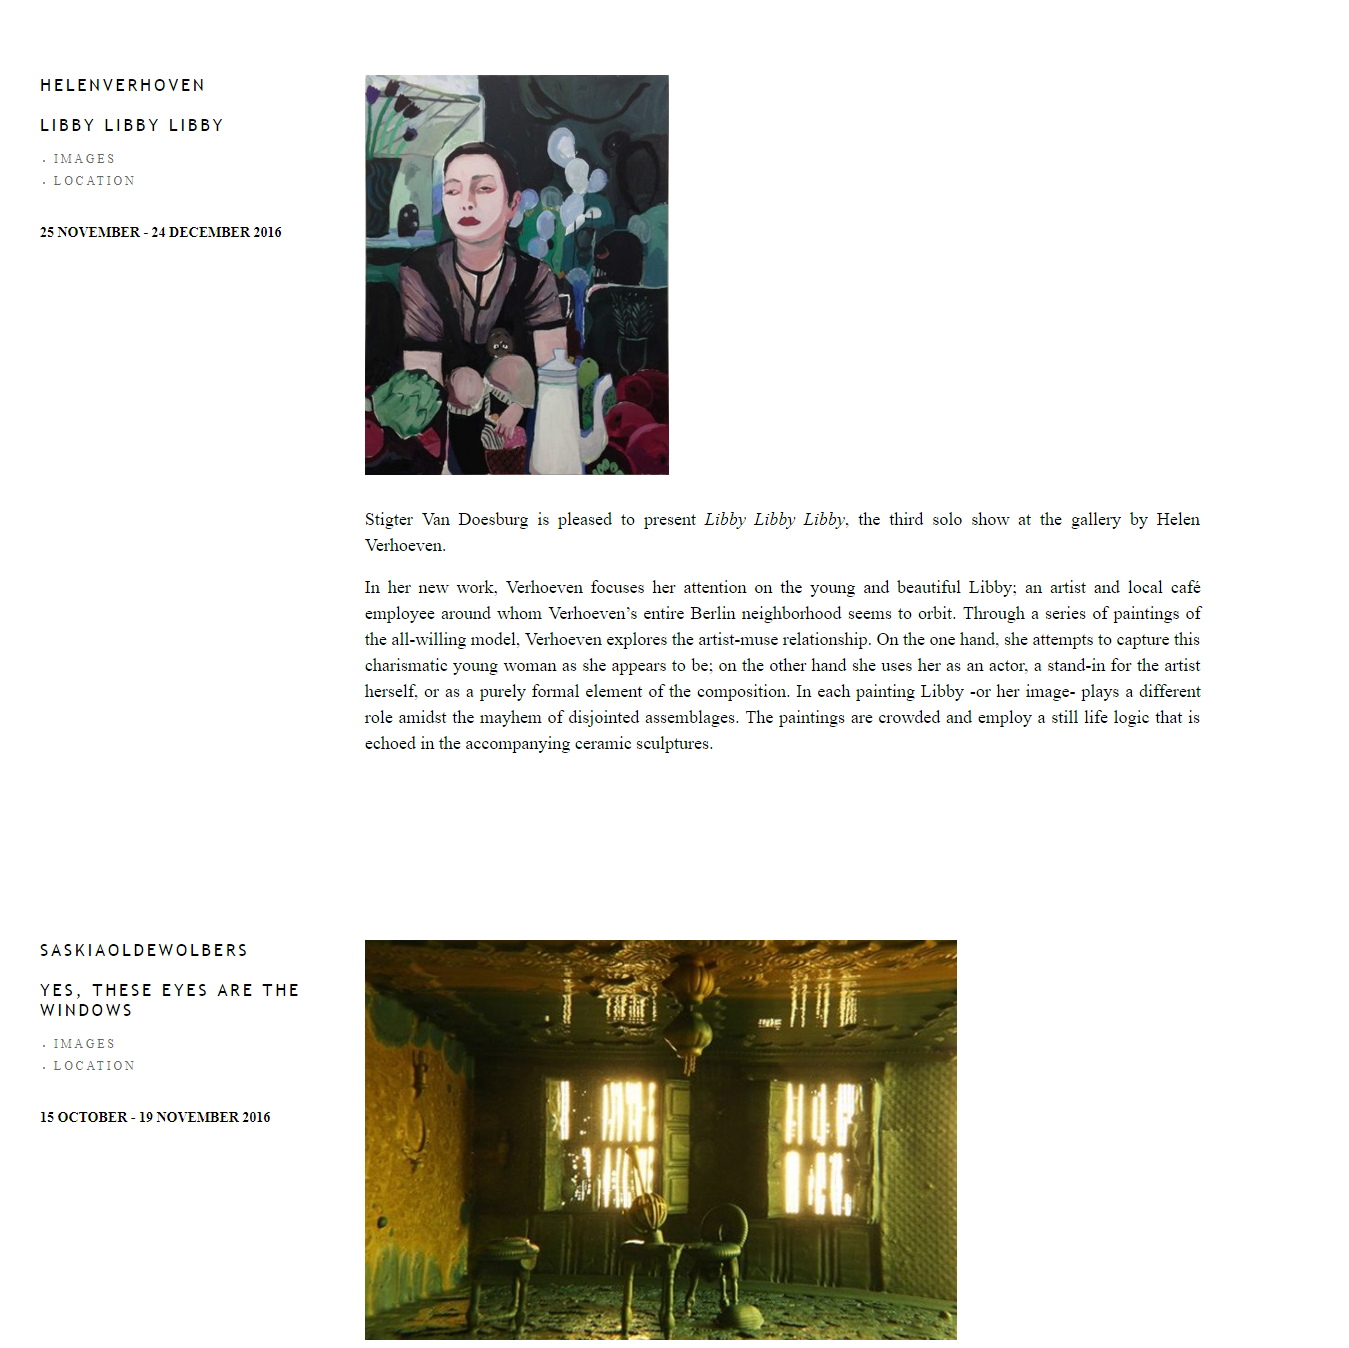 HELENVERHOVEN
LIBBY LIBBY LIBBY
. IMAGES
. LOCATION
25 NOVEMBER - 24 DECEMBER 2016
Stigter Van Doesburg is pleased to present Libby Libby Libby, the third solo show at the gallery by Helen
Verhoeven.
In her new work, Verhoeven focuses her attention on the young and beautiful Libby; an artist and local café
employee around whom Verhoeven’s entire Berlin neighborhood seems to orbit. Through a series of paintings of
the all-willing model, Verhoeven explores the artist-muse relationship. On the one hand, she attempts to capture this
charismatic young woman as she appears to be; on the other hand she uses her as an actor, a stand-in for the artist
herself, or as a purely formal element of the composition. In each painting Libby -or her image- plays a different
role amidst the mayhem of disjointed assemblages. The paintings are crowded and employ a still life logic that is
echoed in the accompanying ceramic sculptures.
SASKIAOLDEWOLBERS
YES, THESE EYES ARE THE
WINDOWS
. IMAGES
. LOCATION
15 OCTOBER - 19 NOVEMBER 2016